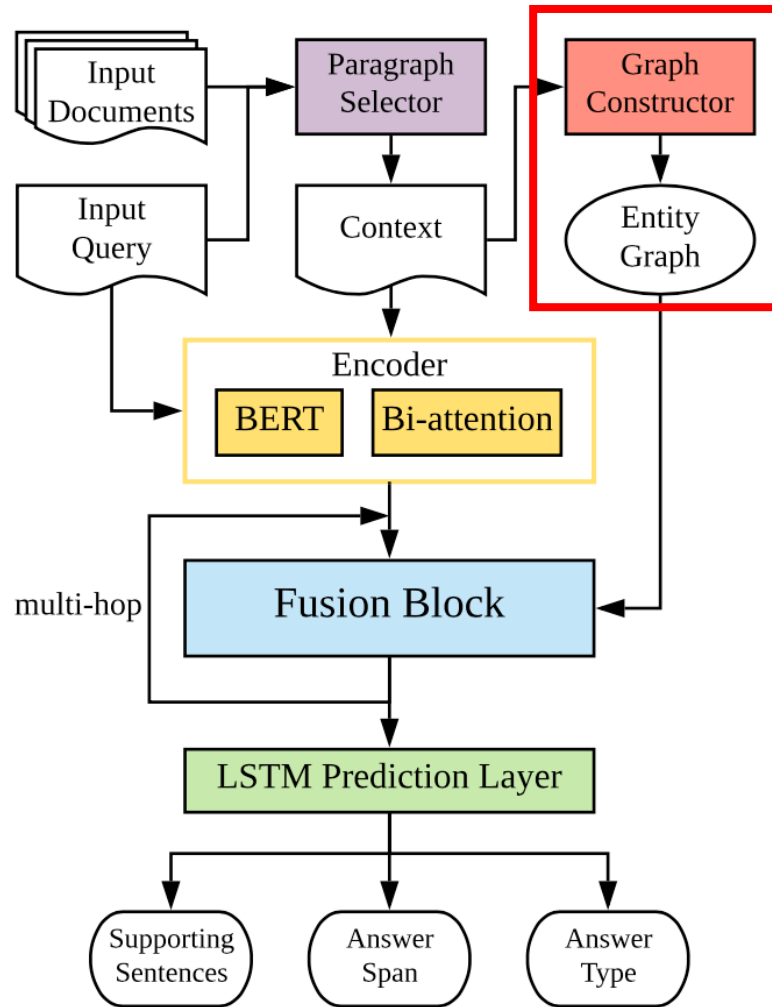 Input
Documents
Paragraph
Selector
Graph
Constructor
Input
Query
Context
Entity
Graph
Encoder
BERT
Bi-attention
multi-hop
Fusion Block
LSTM Prediction Layer
Supporting
Sentences
Answer
Span
Answer
Type